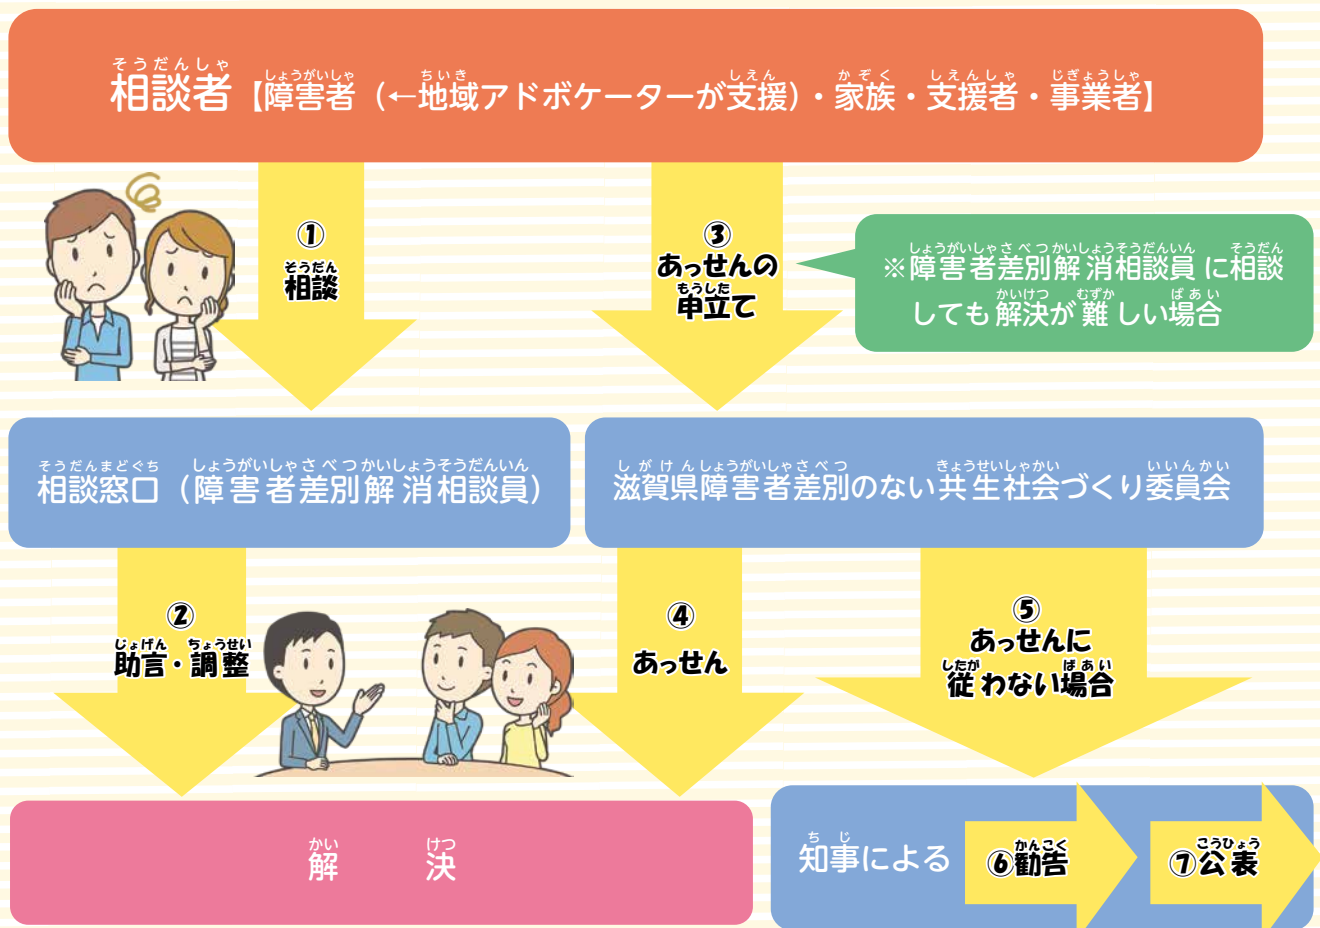 相談者【障害者（←地域アドボケーターが支援）・家族・支援者・事業者】
そうだんしゃ しょうがいしゃ ちいき しえん かぞく しえんしゃ じぎょうしゃ
①
そうだん
相談
③
あっせんの
もうした
申立て
しょうがいしゃさべつかいしょうそうだんいん そうだん
※障害者差別解消相談員に相談
かいけつ むずか ばあい
しても解決が難しい場合
そうだんまどぐち しょうがいしゃさべつかいしょうそうだんいん
相談窓口（障害者差別解消相談員）
しがけんしょうがいしゃさべつ きょうせいしゃかい いいんかい
滋賀県障害者差別のない共生社会づくり委員会
②
じょげん ちょうせい
助言・調整
④
あっせん
⑤
あっせんに
したが ばあい
従わない場合
かい けつ
解 決
ちじ
知事による
かんこく
⑥勧告
こうひょう
⑦公表